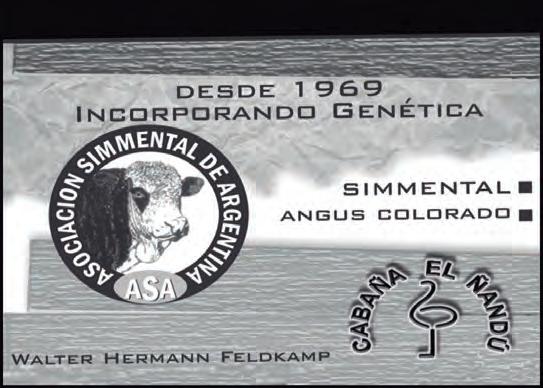 DESDE 1969
INCORPORANDO GENÉTICA
ASOCIACION SIMMENTAL DE ARGENTINA
ASA
SIMMENTAL
ANGUS COLORADO
CABAÑA EL ÑANDÚ
WALTER HERMANN FELDKAMP